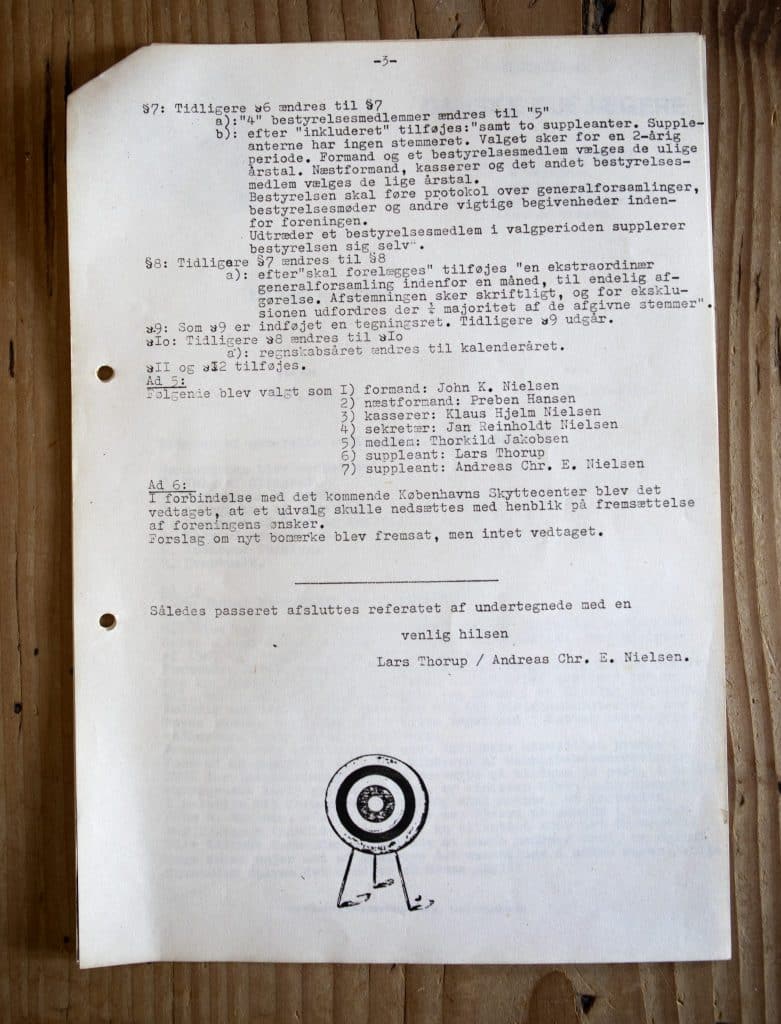 -3-
§7: Tidligere §6 ændres til §7
a):"4" bestyrelsesmedlemmer ændres til "5"
b): efter "inkluderet" tilføjes:"samt to suppleanter. Supple-
anterne har ingen stemmeret. Valget sker for en 2-årig
periode. Formand og et bestyrelsesmedlem vælges de ulige
årstal. Næstformand, kasserer og det andet bestyrelses-
medlem vælges de lige årstal.
Bestyrelsen skal føre protokol over generalforsamlinger,
bestyrelsesmøder og andre vigtige begivenheder inden-
for foreningen.
Udtræder et bestyrelsesmedlem i valgperioden supplerer
bestyrelsen sig selv".
§8: Tidligere §7 ændres til §8
a): efter"skal forelægges" tilføjes "en ekstraordinær
generalforsamling indenfor en måned, til endelig af-
gørelse. Afstemningen sker skriftligt, og for eksklu-
sionen udfordres der majoritet af de afgivne stemmer".
§9: Som §9 er indføjet en tegningsret. Tidligere §9 udgår.
§Io: Tidligere §8 ændres til §Io
a): regnskabsåret ændres til kalenderåret.
§II og §I2 tilføjes.
Ad 5:
Følgende blev valgt som I) formand: John K. Nielsen
2) næstformand: Preben Hansen
3) kasserer: Klaus Hjelm Nielsen
4) sekretær: Jan Reinholdt Nielsen
5) medlem: Thorkild Jakobsen
6) suppleant: Lars Thorup
7) suppleant: Andreas Chr. E. Nielsen
Ad 6:
I forbindelse med det kommende Københavns Skyttecenter blev det
vedtaget, at et udvalg skulle nedsættes med henblik på fremsættelse
af foreningens ønsker.
Forslag om nyt bomærke blev fremsat, men intet vedtaget.
Således passeret afsluttes referatet af undertegnede med en
venlig hilsen
Lars Thorup / Andreas Chr. E. Nielsen.